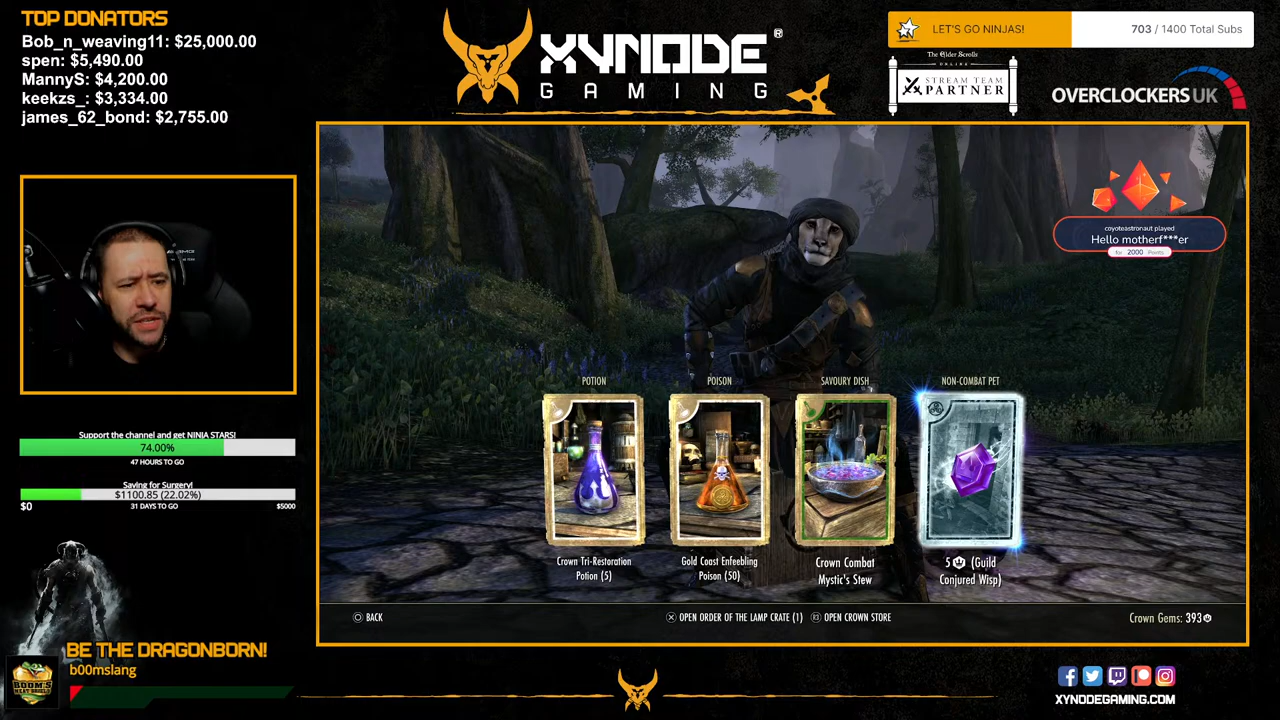 TOP DONATORS
Bob_n_weaving11: $25,000.00
spen: $5,490.00
MannyS: $4,200.00
keekzs_: $3,334.00
james_62_bond: $2,755.00
XYNODE®
GAMING
LET'S GO NINJAS!
703 / 1400 Total Subs
The Elder Scrolls
ONLINE
STREAM TEAM
PARTNER
OVERCLOCKERS UK
coyoteastronaut played
Hello motherf***er
for 2000 Points
POTION
POISON
SAVOURY DISH
NON-COMBAT PET
Crown Tri-Restoration
Potion (5)
Gold Coast Enfeebling
Poison (50)
Crown Combat
Mystic's Stew
5 (Guild
Conjured Wisp)
BACK
OPEN ORDER OF THE LAMP CRATE (1)
OPEN CROWN STORE
Crown Gems: 393
Support the channel and get NINJA STARS!
74.00%
47 HOURS TO GO
Saving for Surgery!
$1100.85 (22.02%)
$0
31 DAYS TO GO
$5000
BE THE DRAGONBORN!
b00mslang
BOOM'S
MEAT SHIELD
XYNODEGAMING.COM